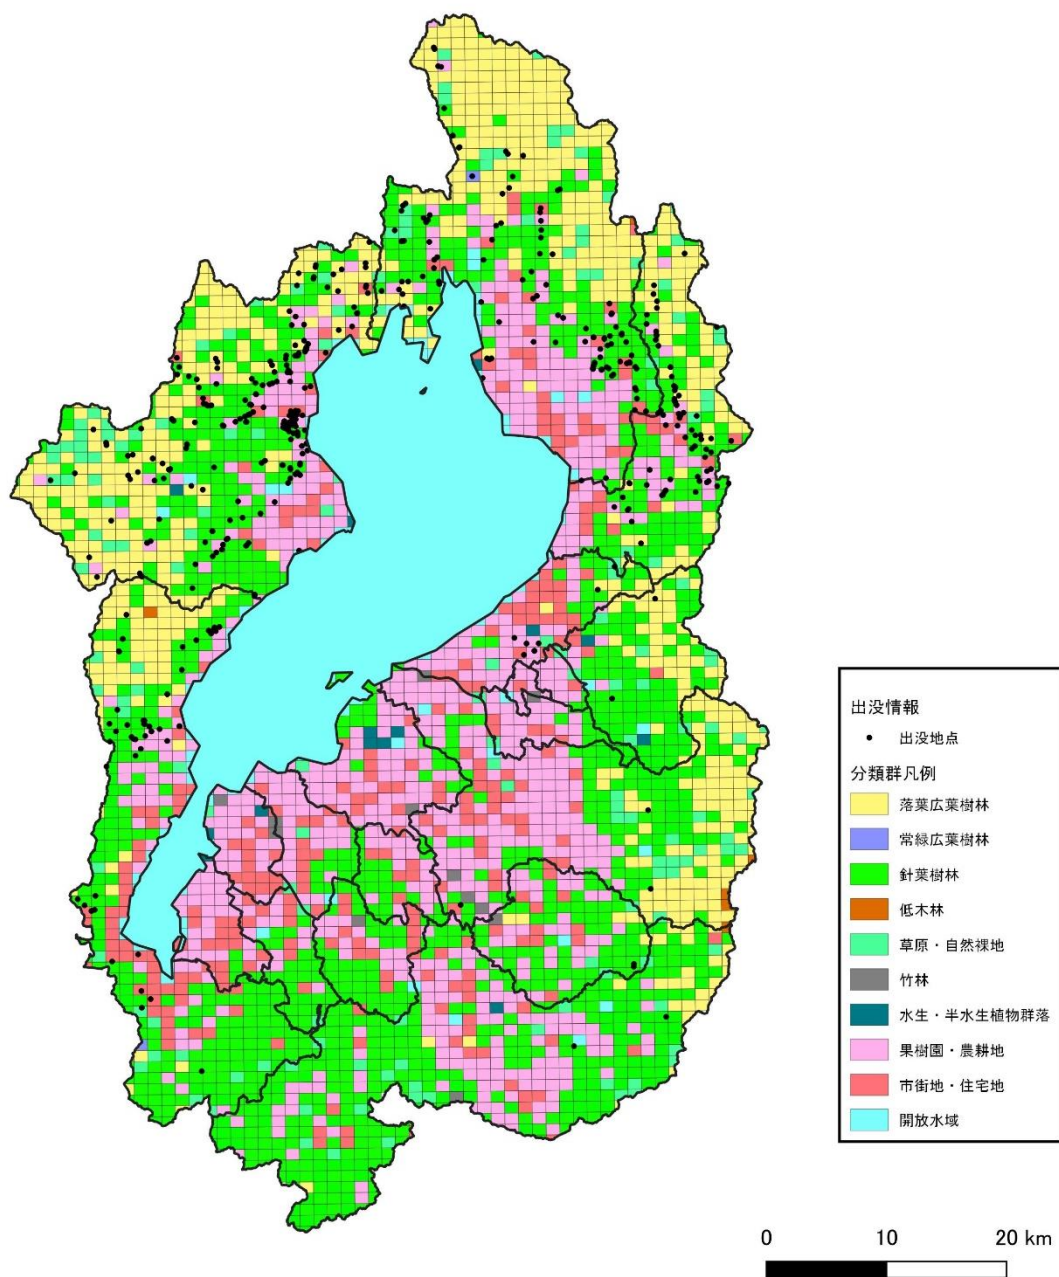 出没情報
出没地点
分類群凡例
落葉広葉樹林
常緑広葉樹林
針葉樹林
低木林
草原・自然裸地
竹林
水生・半水生植物群落
果樹園・農耕地
市街地・住宅地
開放水域
0 10 20 km